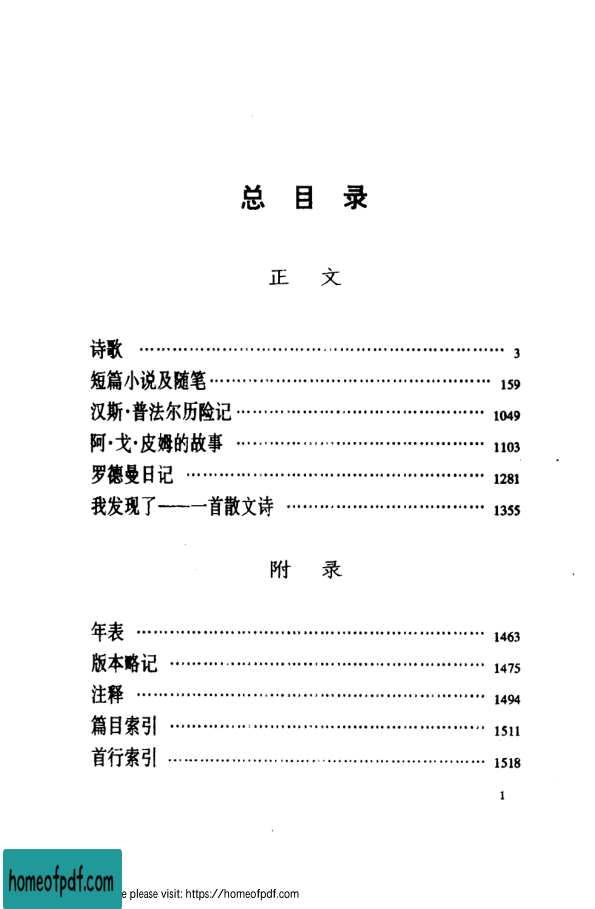 总 目 录
正 文
诗歌 …………………………………………………… 3
短篇小说及随笔 …………………………………… 159
汉斯·普法尔历险记 ……………………………… 1049
阿·戈·皮姆的故事 ……………………………… 1103
罗德曼日记 ………………………………………… 1281
我发现了——一首散文诗 ………………………… 1355
附 录
年表 ………………………………………………… 1463
版本略记 …………………………………………… 1475
注释 ………………………………………………… 1494
篇目索引 …………………………………………… 1511
首行索引 …………………………………………… 1518
1
homeofpdf.com
e please visit: https://homeofpdf.com